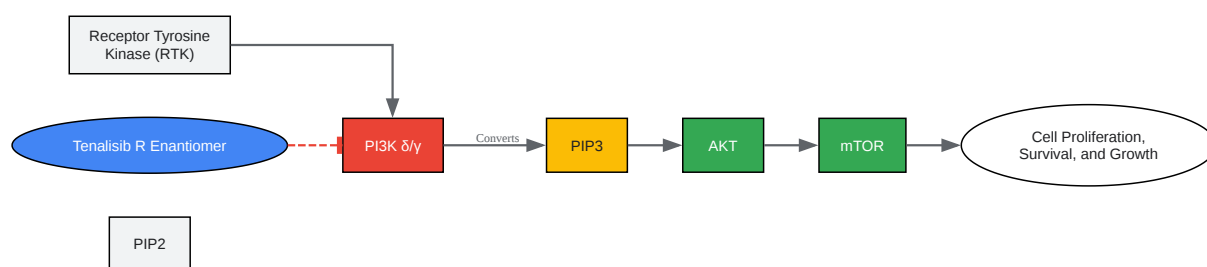 Receptor Tyrosine
Kinase (RTK)
Tenalisib R Enantiomer
PI3K δ/γ
Converts
PIP3
AKT
mTOR
Cell Proliferation,
Survival, and Growth
PIP2